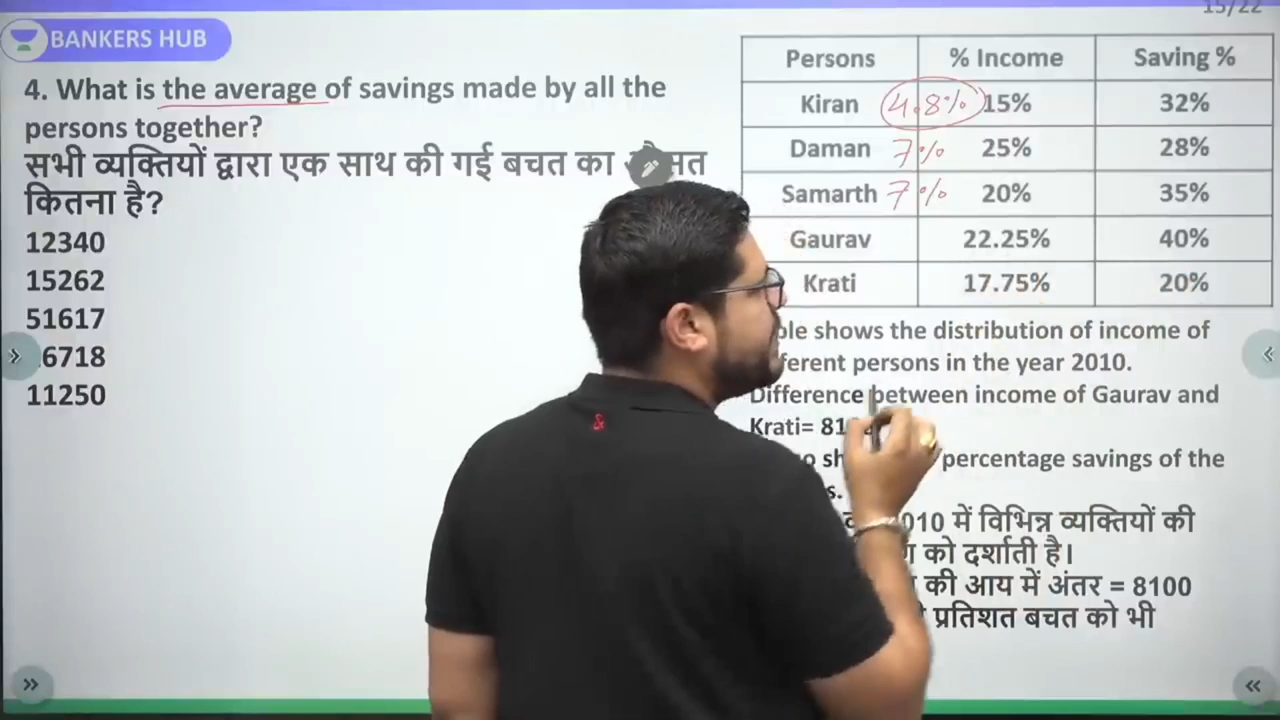 15/22
BANKERS HUB
4. What is the average of savings made by all the
persons together?
सभी व्यक्तियों द्वारा एक साथ की गई बचत का
कितना है?
12340
15262
51617
6718
11250
Persons % Income Saving %
Kiran 4.8% 15% 32%
Daman 7% 25% 28%
Samarth 7% 20% 35%
Gaurav 22.25% 40%
Krati 17.75% 20%
shows the distribution of income of
persons in the year 2010.
Difference between income of Gaurav and
Krati= 81
percentage savings of the
010 में विभिन्न व्यक्तियों की
को दर्शाती है।
की आय में अंतर = 8100
प्रतिशत बचत को भी